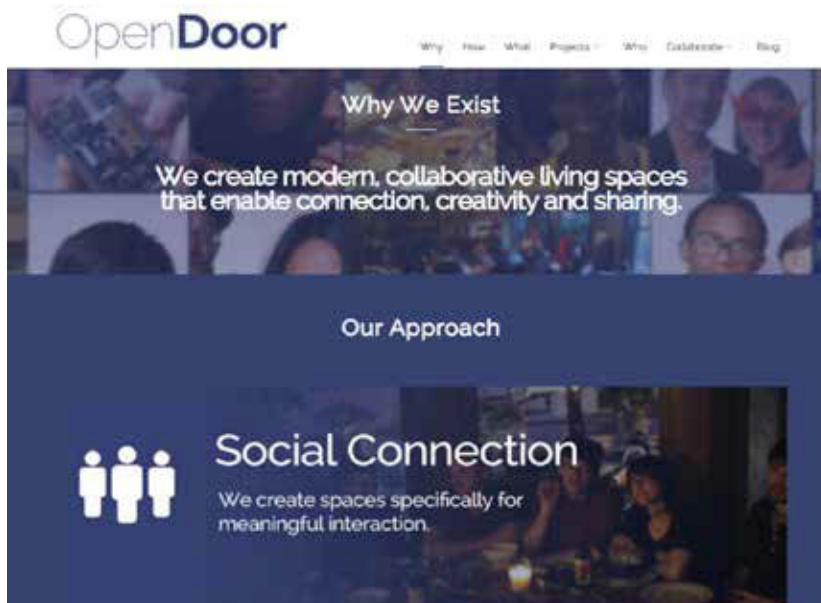 OpenDoor
Why How What Projects Who Collaborate Blog
Why We Exist
We create modern, collaborative living spaces
that enable connection, creativity and sharing.
Our Approach
Social Connection
We create spaces specifically for
meaningful interaction.